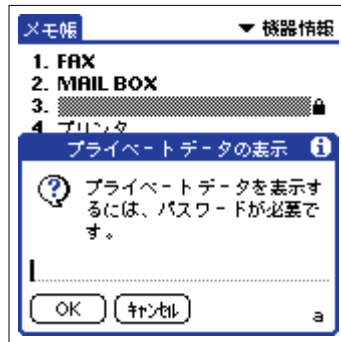 メモ帳 ▼ 機器情報
1. FAX
2. MAIL BOX
3.
4 プリンタ
プライベートデータの表示
プライベートデータを表示す
るには、パスワードが必要で
す。
OK キャンセル a